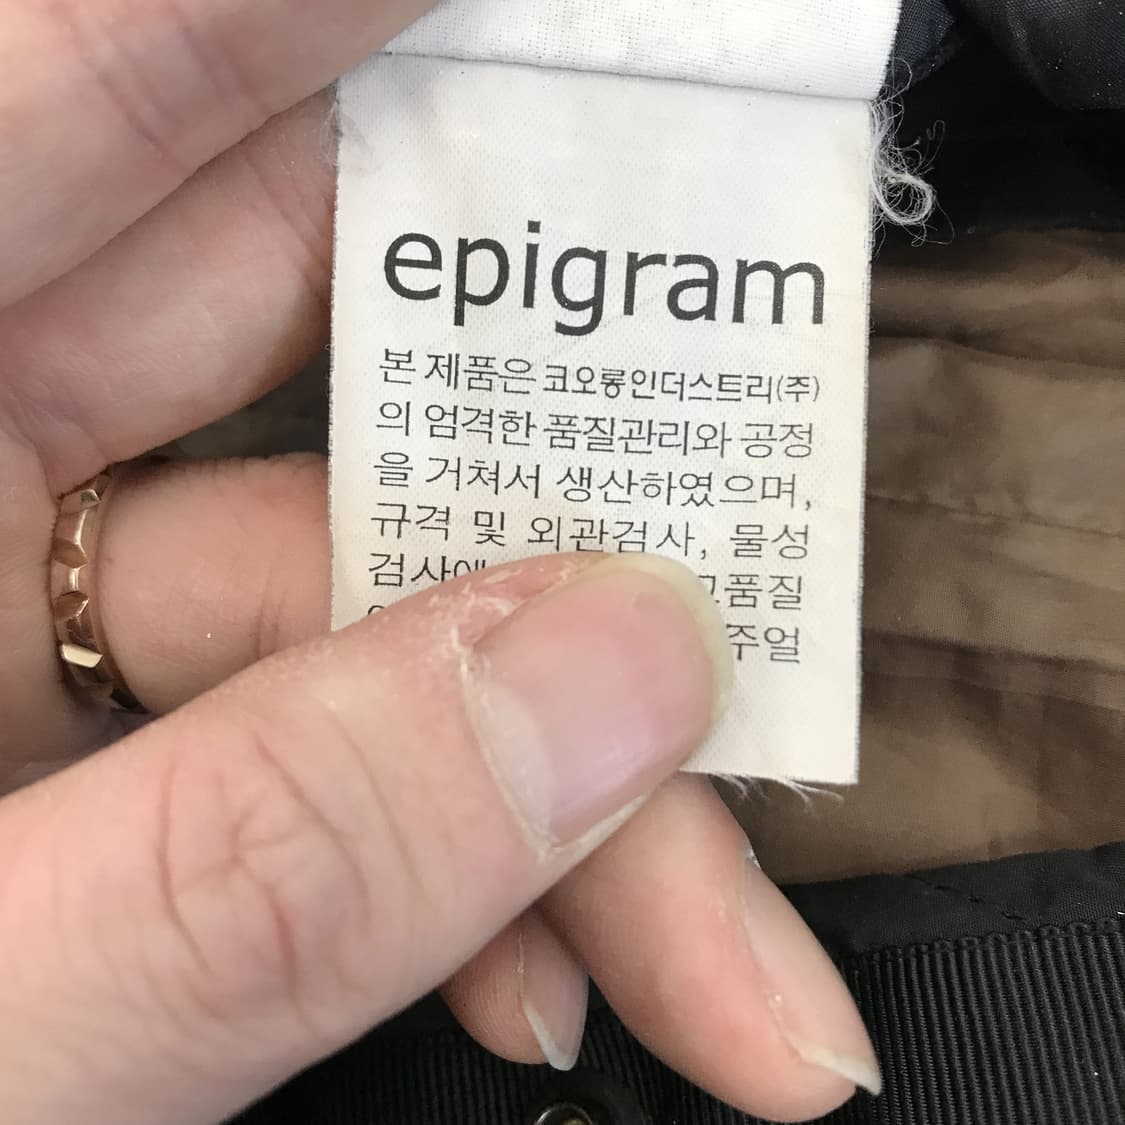 epigram
본 제품은 코오롱인더스트리(주)
의 엄격한 품질관리와 공정
을 거쳐서 생산하였으며,
규격 및 외관검사, 물성
품질
주얼